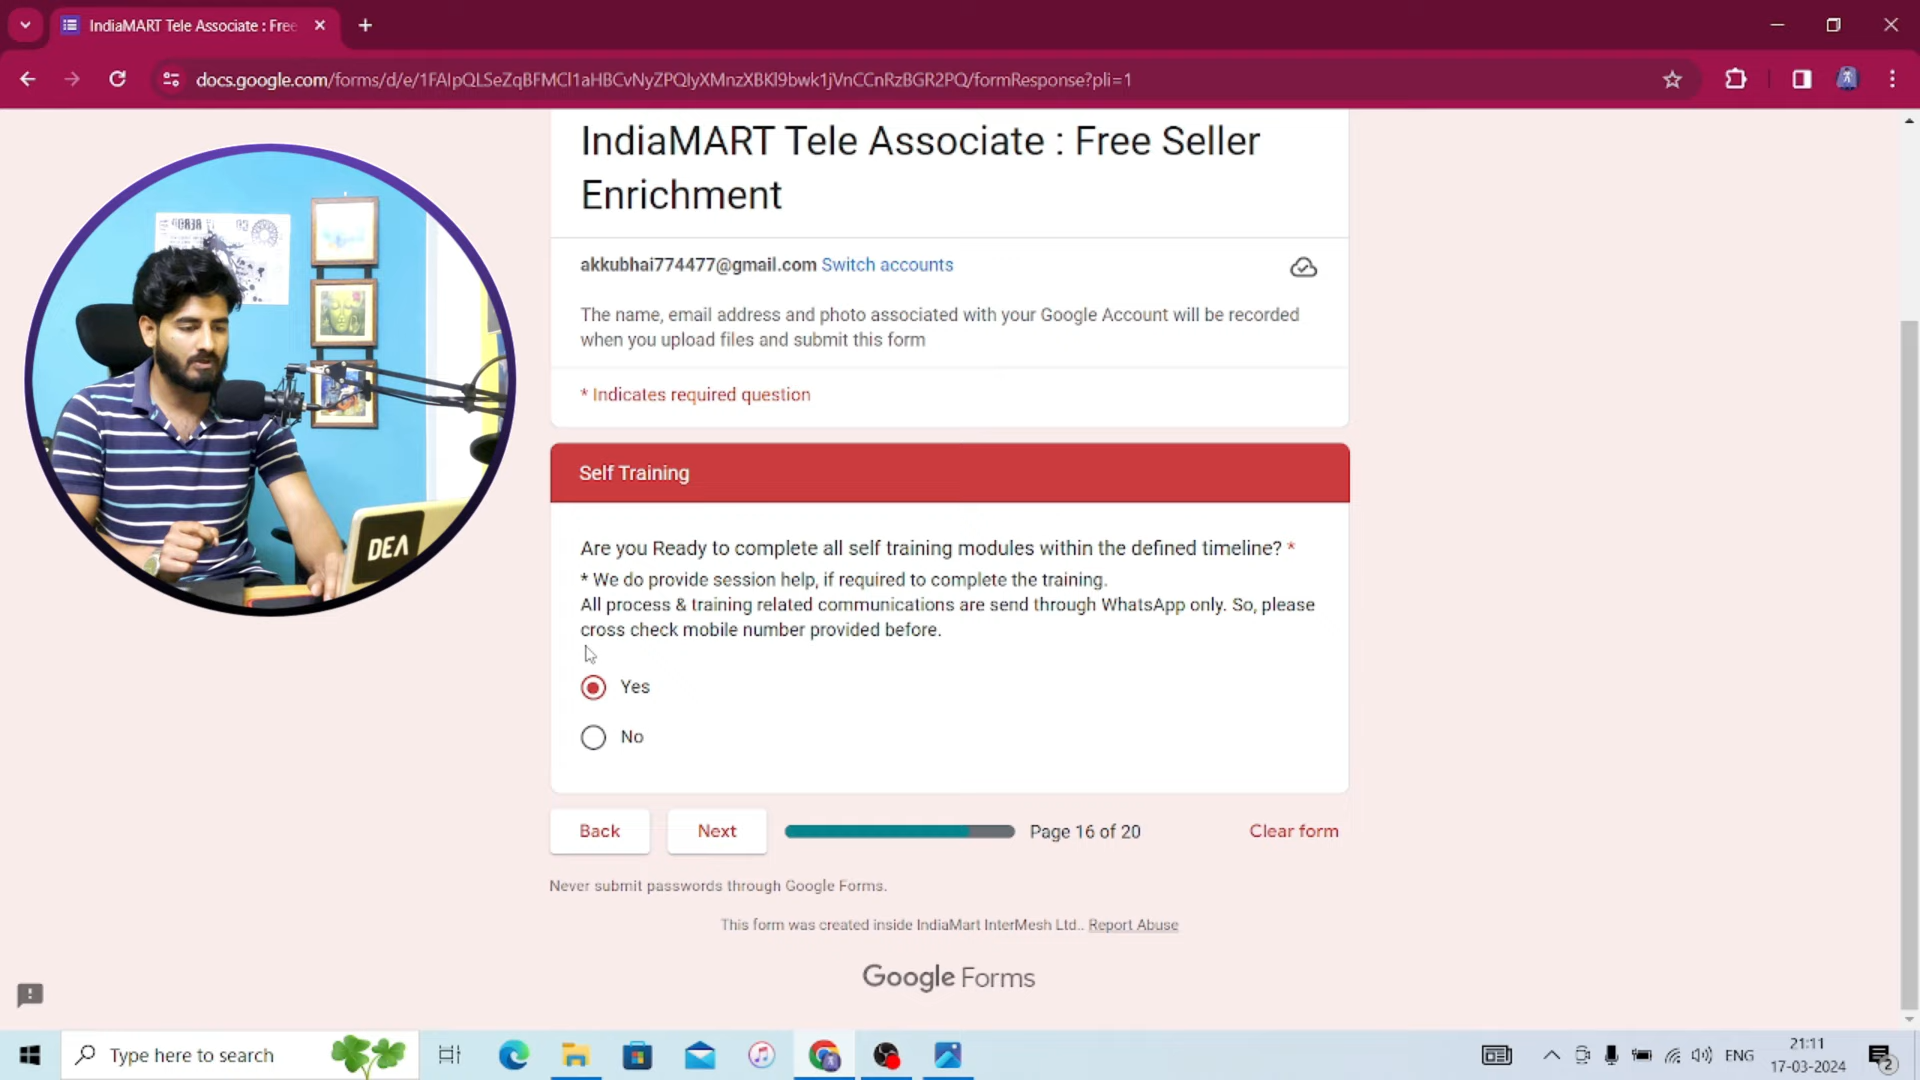 IndiaMART Tele Associate : Free
docs.google.com/forms/d/e/1FAIpQLSeZqBFMCl1aHBCvNyZPQIyXMnzXBKl9bwk1jVnCCnRzBGR2PQ/formResponse?pli=1
IndiaMART Tele Associate : Free Seller
Enrichment
akkubhai774477@gmail.com Switch accounts
The name, email address and photo associated with your Google Account will be recorded
when you upload files and submit this form
* Indicates required question
Self Training
Are you Ready to complete all self training modules within the defined timeline? *
* We do provide session help, if required to complete the training.
All process & training related communications are send through WhatsApp only. So, please
cross check mobile number provided before.
Yes
No
Back
Next
Page 16 of 20
Clear form
Never submit passwords through Google Forms.
This form was created inside IndiaMart InterMesh Ltd.. Report Abuse
Google Forms
DEA
Type here to search
ENG
21:11
17-03-2024
2